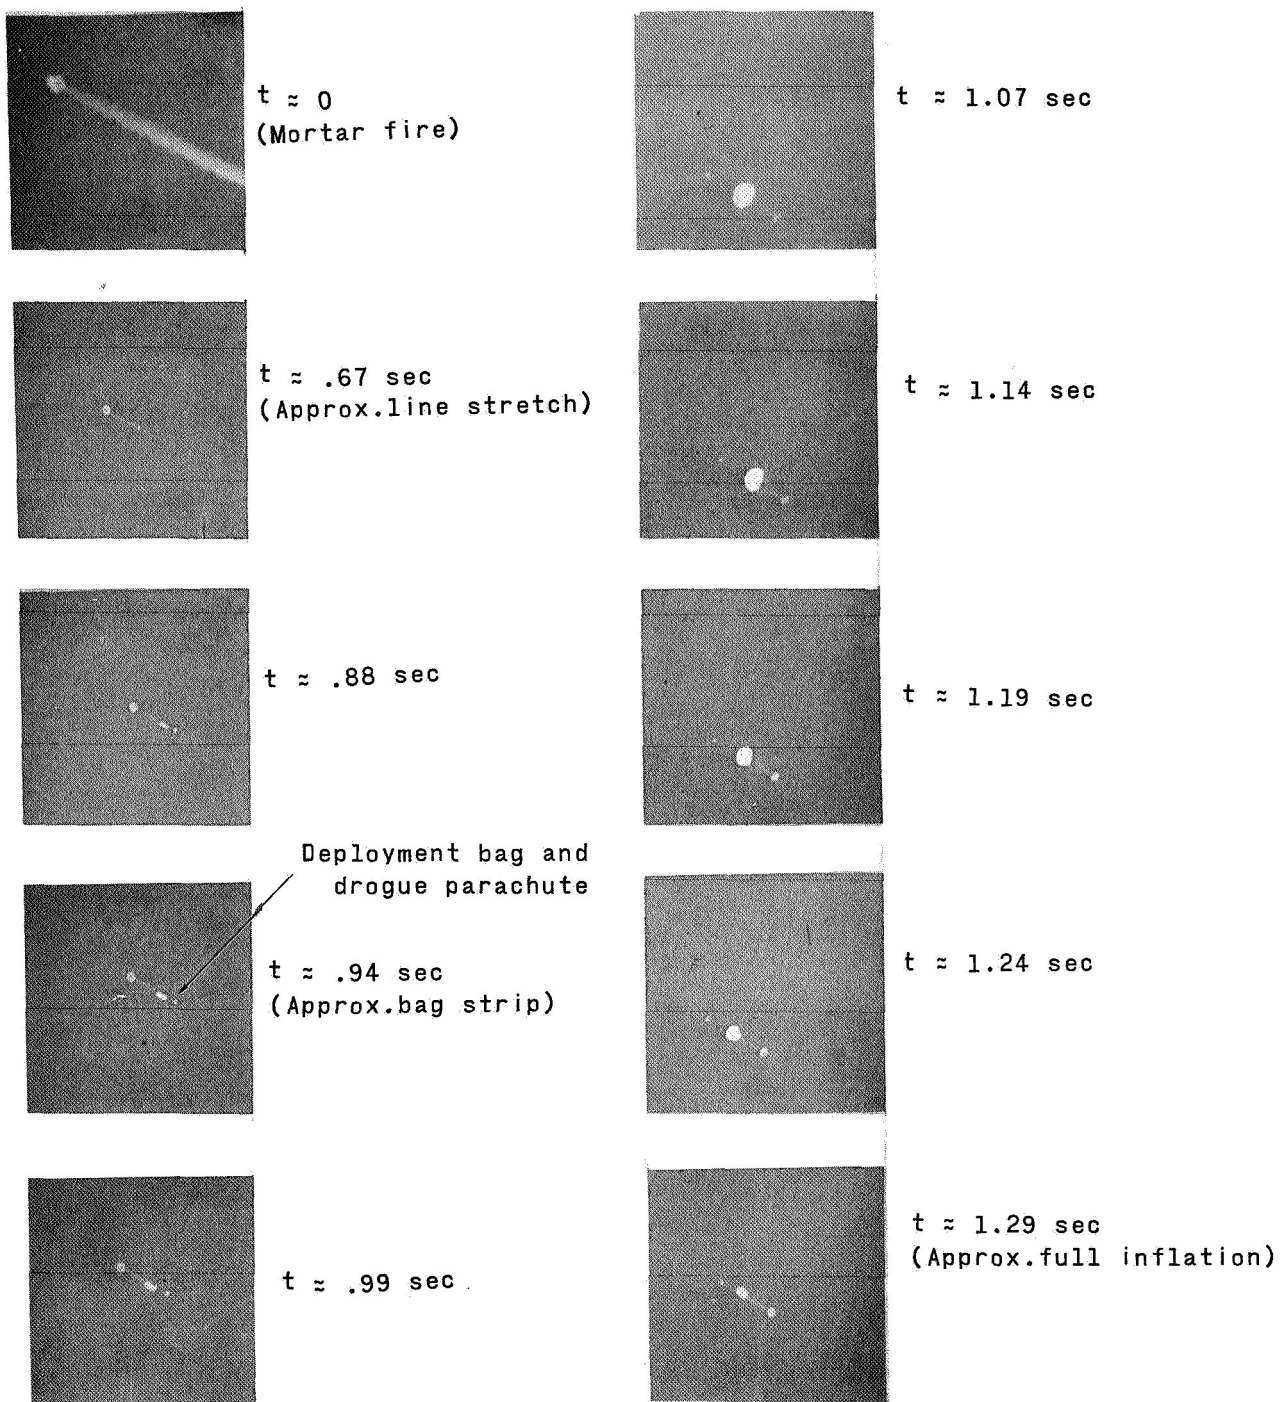 t ≈ 0
(Mortar fire)
t ≈ .67 sec
(Approx.line stretch)
t ≈ .88 sec
Deployment bag and
drogue parachute
t ≈ .94 sec
(Approx.bag strip)
t ≈ .99 sec
t ≈ 1.07 sec
t ≈ 1.14 sec
t ≈ 1.19 sec
t ≈ 1.24 sec
t ≈ 1.29 sec
(Approx.full inflation)